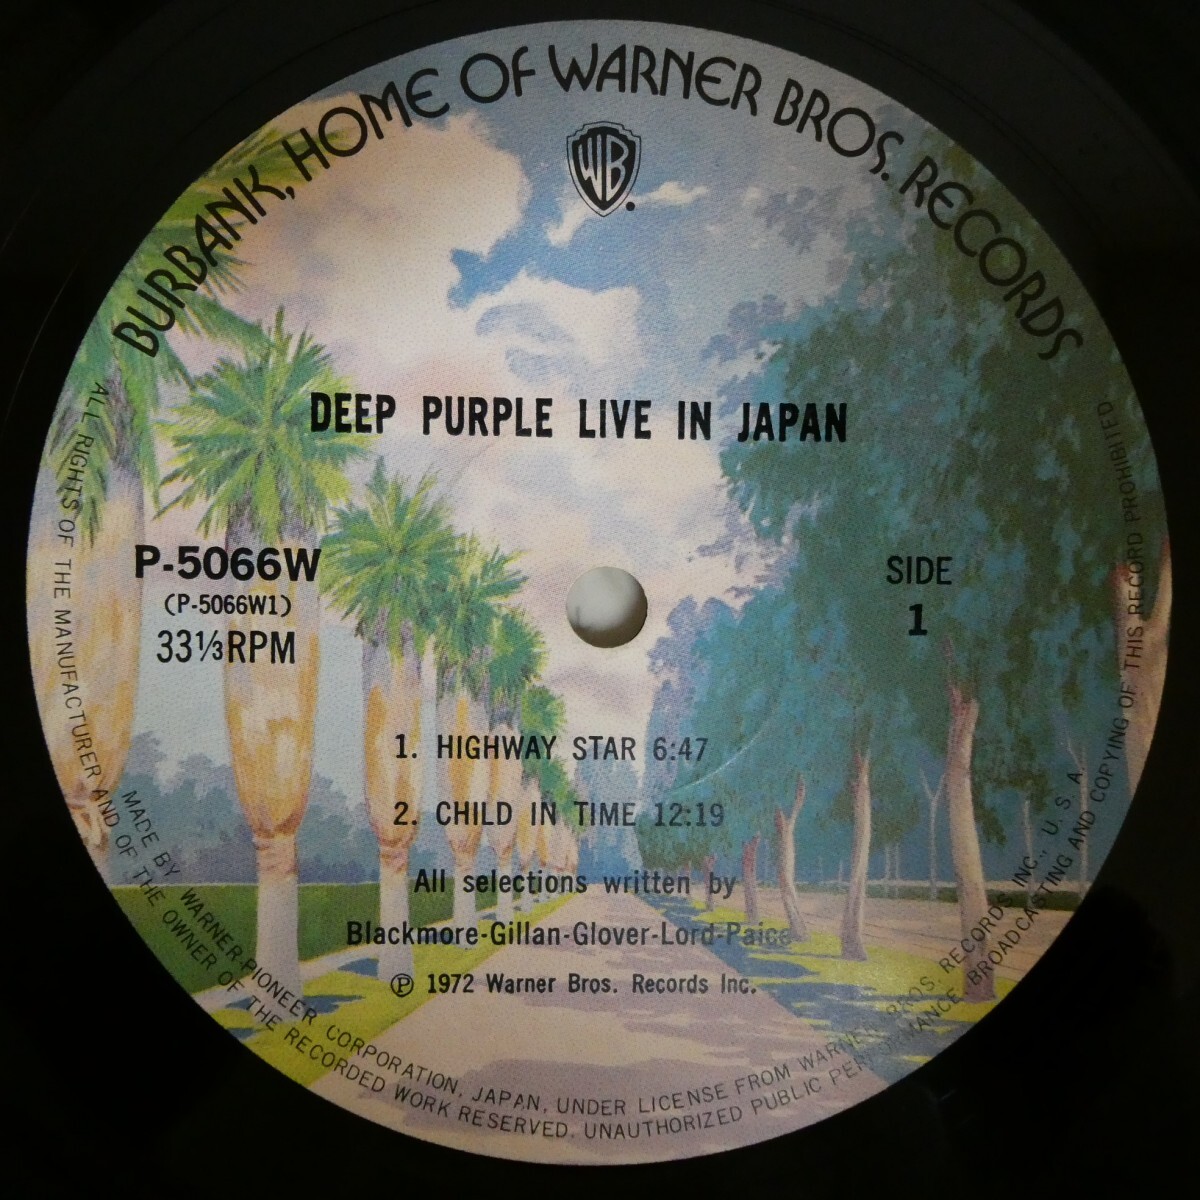 BURBANK, HOME OF WARNER BROS. RECORDS
WB
DEEP PURPLE LIVE IN JAPAN
P-5066W
(P-5066W1)
33⅓RPM
SIDE
1
1. HIGHWAY STAR 6:47
2. CHILD IN TIME 12:19
All selections written by
Blackmore-Gillan-Glover-Lord-Paice
Ⓟ 1972 Warner Bros. Records Inc.
MADE BY WARNER-PIONEER CORPORATION, JAPAN, UNDER LICENSE FROM WARNER BROS. RECORDS INC., U.S.A.
ALL RIGHTS OF THE MANUFACTURER AND OF THE OWNER OF THE RECORDED WORK RESERVED. UNAUTHORIZED PUBLIC PERFORMANCE, BROADCASTING AND COPYING OF THIS RECORD PROHIBITED